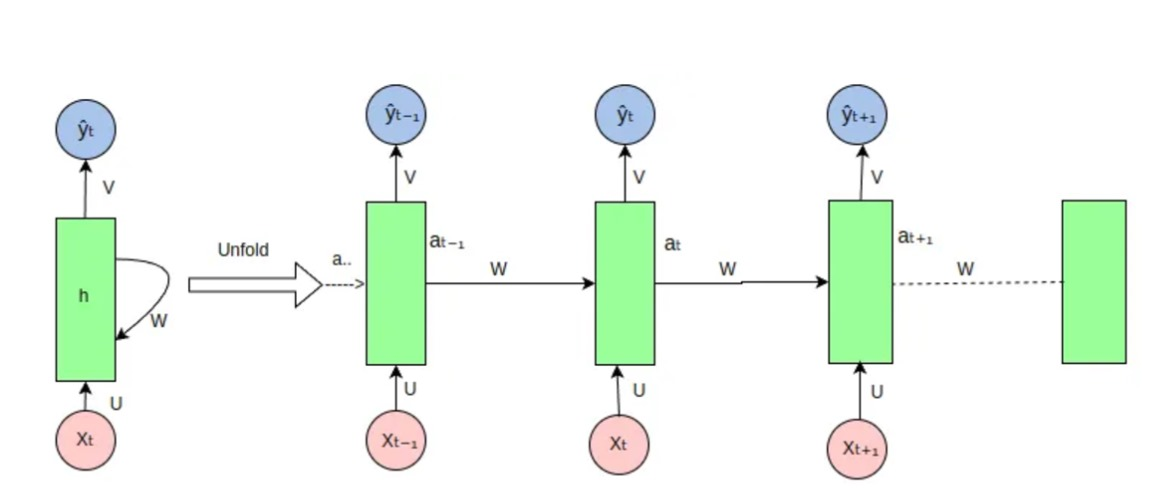 ŷt
V
h
W
U
Xt
Unfold
a..
ŷt−1
V
at−1
W
U
Xt−1
ŷt
V
at
W
U
Xt
ŷt+1
V
at+1
W
U
Xt+1